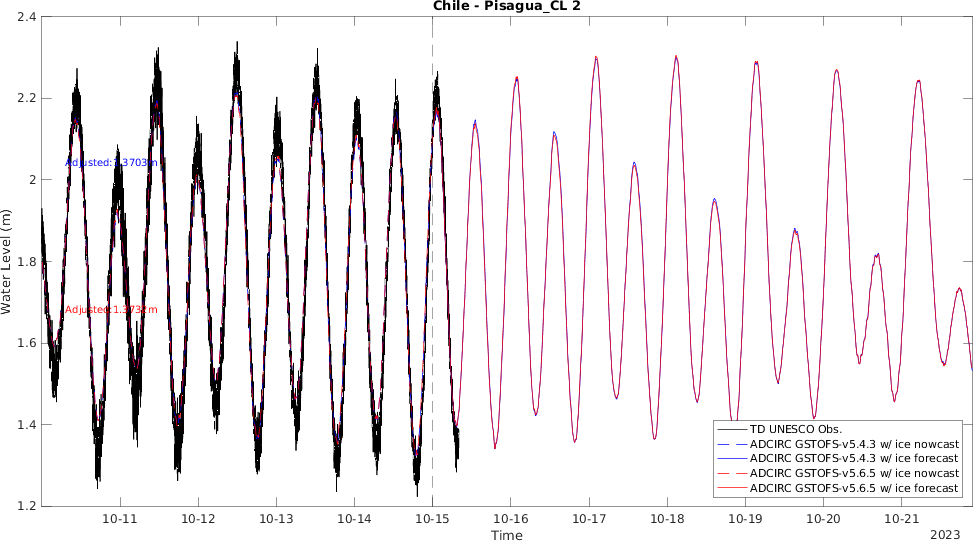 Chile - Pisagua_CL 2
2.4
2.2
2
1.8
1.6
1.4
1.2
Water Level (m)
Adjusted:1.3703m
Adjusted:1.373
10-11
10-12
10-13
10-14
10-15
10-16
10-17
10-18
10-19
10-20
10-21
Time
2023
TD UNESCO Obs.
ADCIRC GSTOFS-v5.4.3 w/ ice nowcast
ADCIRC GSTOFS-v5.4.3 w/ ice forecast
ADCIRC GSTOFS-v5.6.5 w/ ice nowcast
ADCIRC GSTOFS-v5.6.5 w/ ice forecast